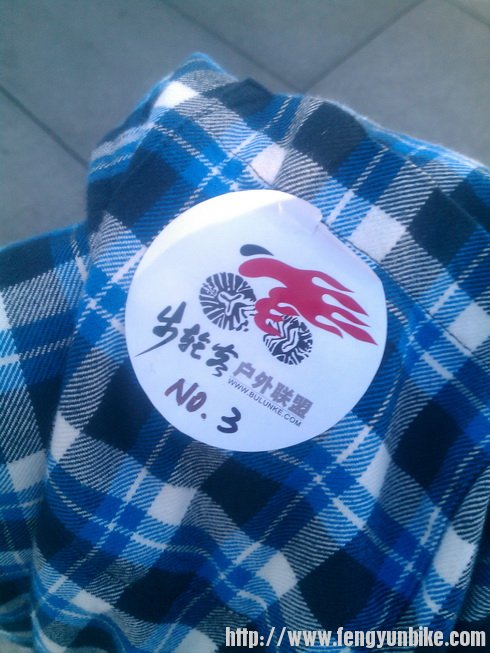 步轮客户外联盟
WWW.BULUNKE.COM
NO. 3
http://www.fengyunbike.com